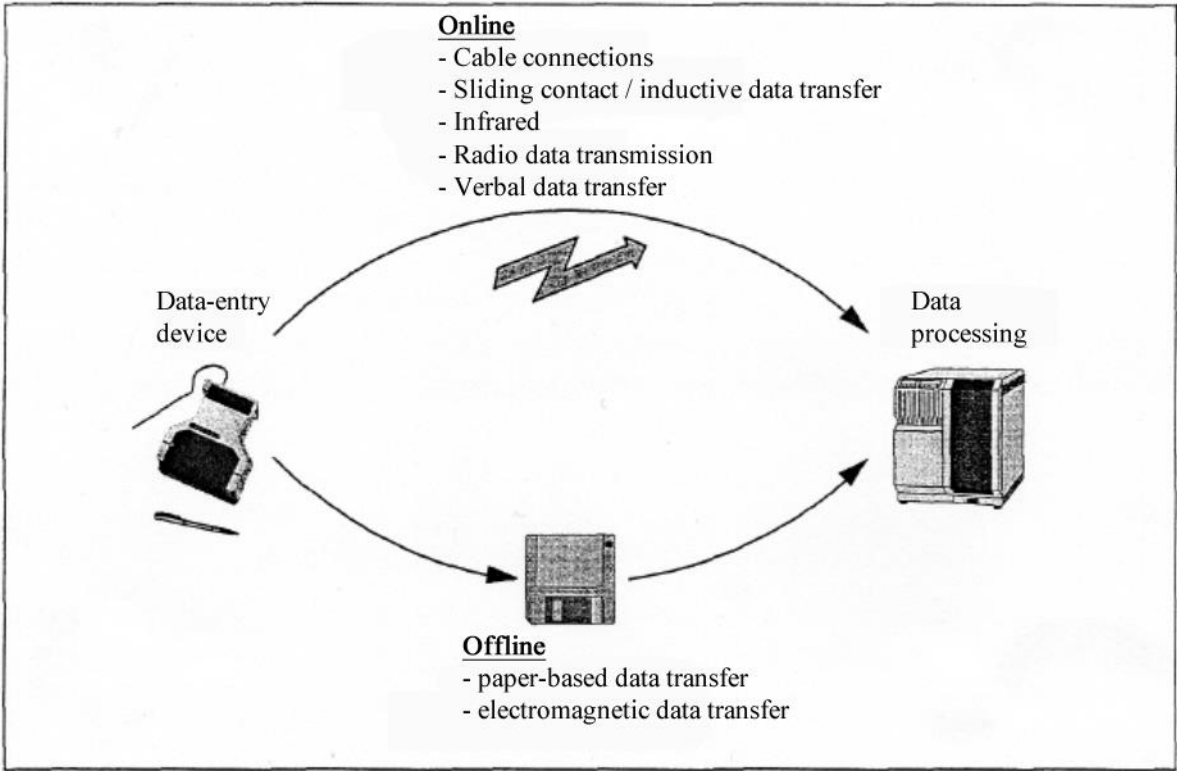 Online
- Cable connections
- Sliding contact / inductive data transfer
- Infrared
- Radio data transmission
- Verbal data transfer
Data-entry
device
Data
processing
Offline
- paper-based data transfer
- electromagnetic data transfer